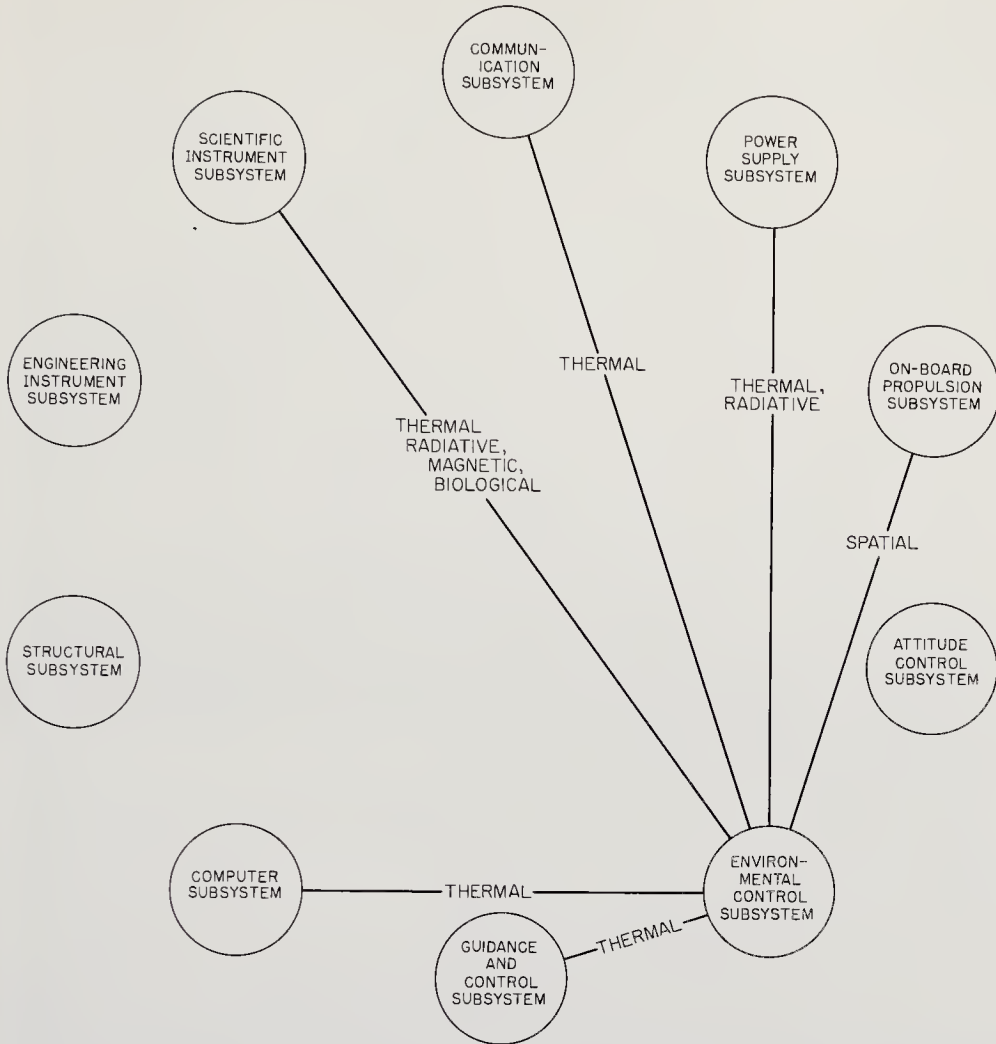 COMMUN-
ICATION
SUBSYSTEM
SCIENTIFIC
INSTRUMENT
SUBSYSTEM
POWER
SUPPLY
SUBSYSTEM
ENGINEERING
INSTRUMENT
SUBSYSTEM
THERMAL
THERMAL,
RADIATIVE
ON-BOARD
PROPULSION
SUBSYSTEM
THERMAL
RADIATIVE,
MAGNETIC,
BIOLOGICAL
SPATIAL
STRUCTURAL
SUBSYSTEM
ATTITUDE
CONTROL
SUBSYSTEM
COMPUTER
SUBSYSTEM
THERMAL
ENVIRON-
MENTAL
CONTROL
SUBSYSTEM
THERMAL
GUIDANCE
AND
CONTROL
SUBSYSTEM